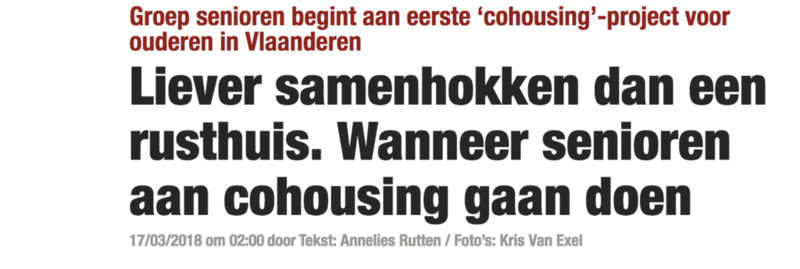 Groep senioren begint aan eerste ‘cohousing’-project voor
ouderen in Vlaanderen
Liever samenhokken dan een
rusthuis. Wanneer senioren
aan cohousing gaan doen
17/03/2018 om 02:00 door Tekst: Annelies Rutten / Foto's: Kris Van Exel